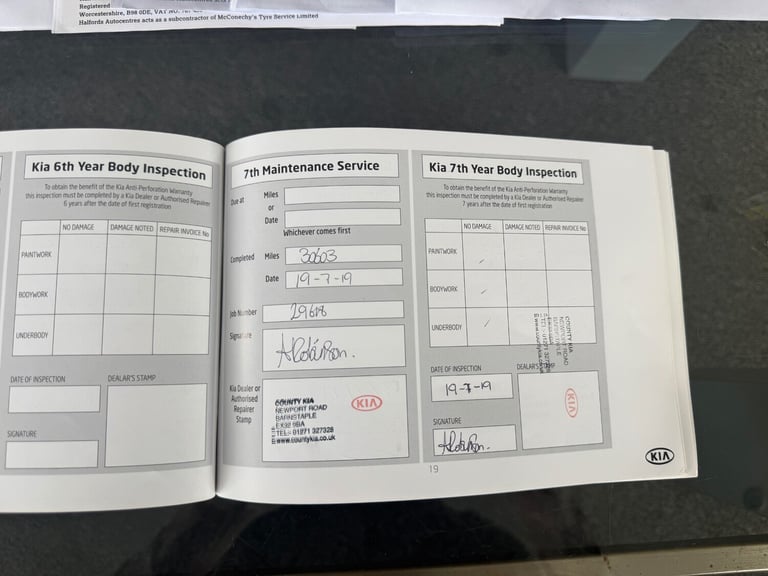 Registered
Worcestershire, B98 0DE, VAT NO.
Halfords Autocentres acts as a subcontractor of McConechy's Tyre Service Limited
Kia 6th Year Body Inspection
To obtain the benefit of the Kia Anti-Perforation Warranty
this inspection must be completed by a Kia Dealer or Authorised Repairer
6 years after the date of first registration
NO DAMAGE DAMAGE NOTED REPAIR INVOICE No
PAINTWORK
BODYWORK
UNDERBODY
DATE OF INSPECTION DEALER'S STAMP
SIGNATURE
7th Maintenance Service
Due at
Miles
or
Date
Whichever comes first
Completed Miles 30603
Date 19-7-19
Job Number 29618
Signature
Kia Dealer or
Authorised
Repairer
Stamp
COUNTY KIA
NEWPORT ROAD
BARNSTAPLE
EX32 9BA
TEL:- 01271 327328
www.countykia.co.uk
KIA
Kia 7th Year Body Inspection
To obtain the benefit of the Kia Anti-Perforation Warranty
this inspection must be completed by a Kia Dealer or Authorised Repairer
7 years after the date of first registration
NO DAMAGE DAMAGE NOTED REPAIR INVOICE No
PAINTWORK
BODYWORK
UNDERBODY
COUNTY KIA
NEWPORT ROAD
BARNSTAPLE
DATE OF INSPECTION
19-7-19
SIGNATURE
KIA
19
KIA